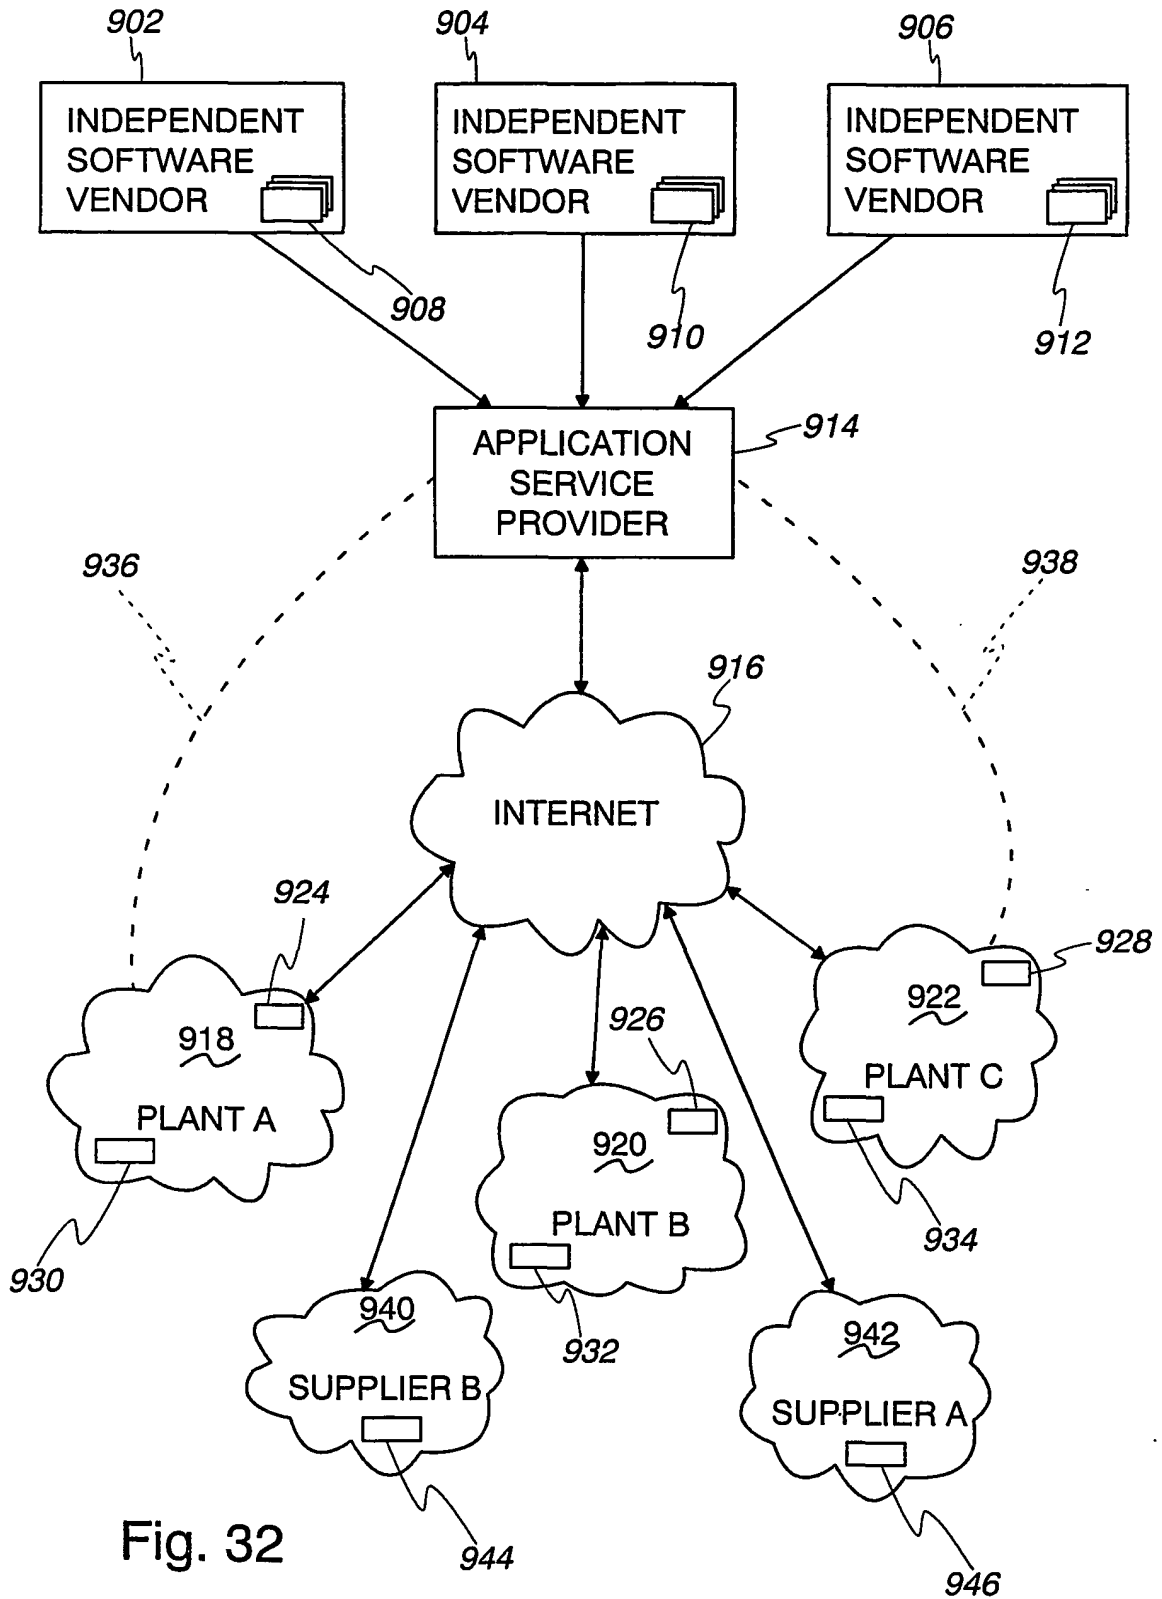 902
904
906
INDEPENDENT
SOFTWARE
VENDOR
INDEPENDENT
SOFTWARE
VENDOR
INDEPENDENT
SOFTWARE
VENDOR
908
910
912
APPLICATION
SERVICE
PROVIDER
914
936
938
916
INTERNET
924
928
918
PLANT A
926
922
PLANT C
920
PLANT B
930
932
934
940
SUPPLIER B
942
SUPPLIER A
944
946
Fig. 32